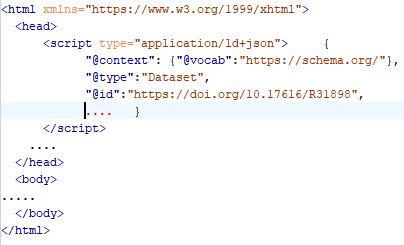 <html xmlns="https://www.w3.org/1999/xhtml">
<head>
<script type="application/ld+json"> {
"@context": {"@vocab":"https://schema.org/"},
"@type":"Dataset",
"@id":"https://doi.org/10.17616/R31898",
.... }
</script>
....
</head>
<body>
.....
</body>
</html>